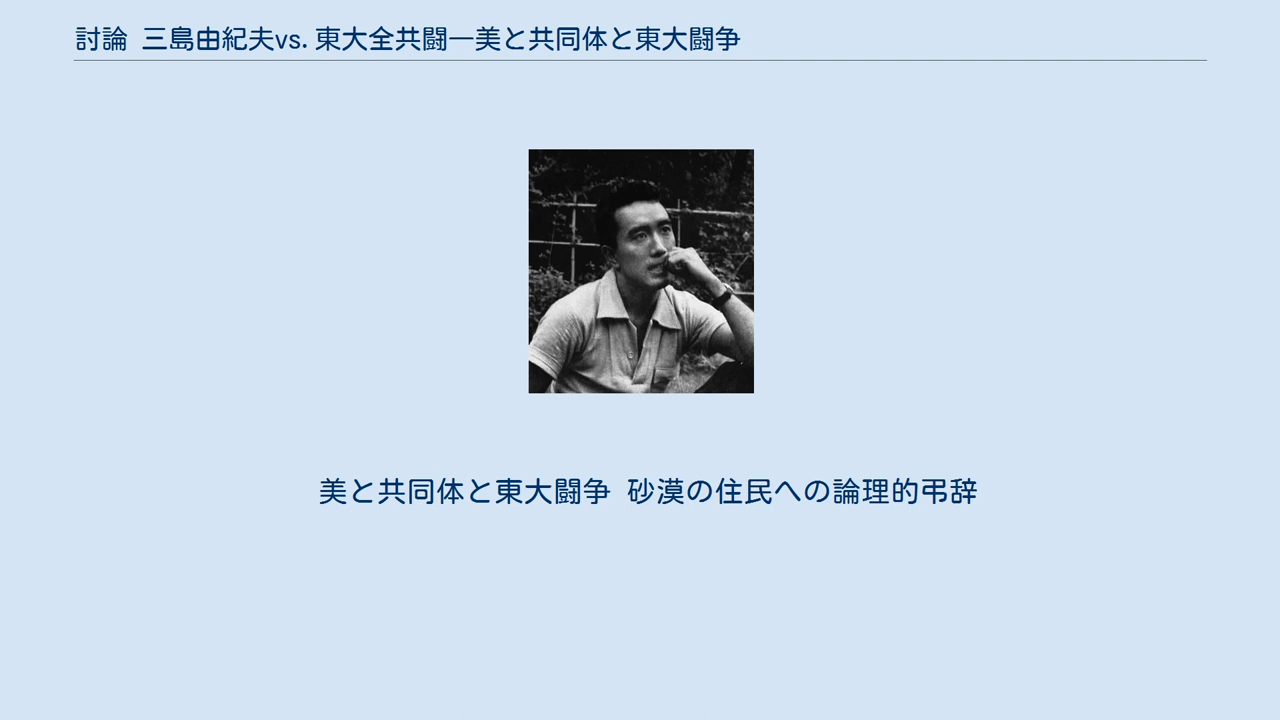 討論 三島由紀夫vs. 東大全共闘―美と共同体と東大闘争
美と共同体と東大闘争 砂漠の住民への論理的弔辞